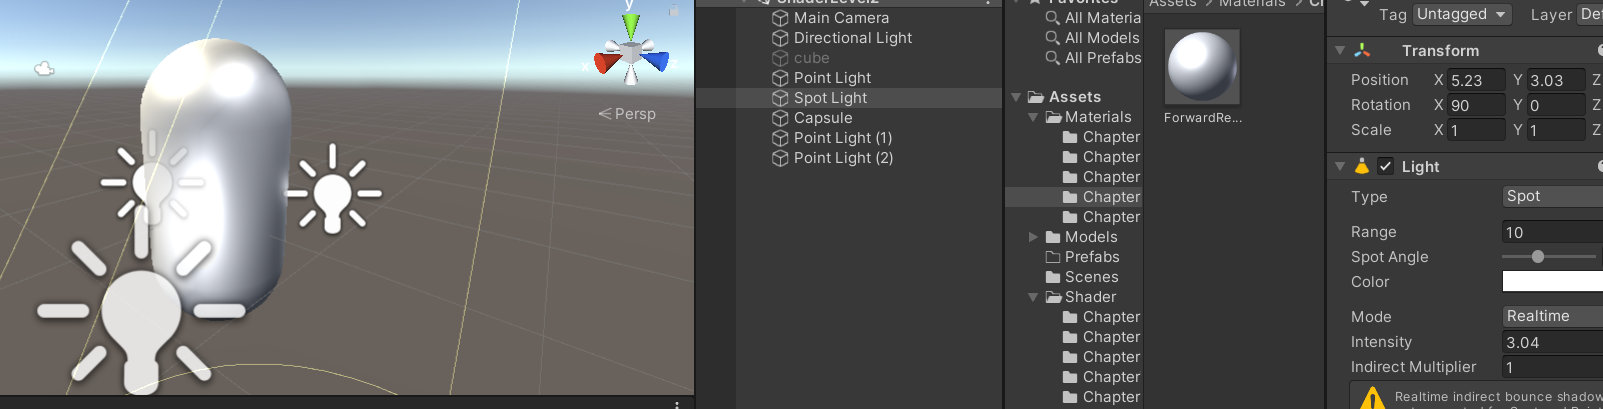 y
x
z
Persp
ShaderLevel2
Main Camera
Directional Light
cube
Point Light
Spot Light
Capsule
Point Light (1)
Point Light (2)
Favorites
All Materia
All Models
All Prefabs
Assets
Materials
Chapter
Chapter
Chapter
Chapter
Chapter
Models
Prefabs
Scenes
Shader
Chapter
Chapter
Chapter
Chapter
Chapter
Assets > Materials >
ForwardRe...
Tag Untagged Layer
Transform
Position X 5.23 Y 3.03 Z
Rotation X 90 Y 0 Z
Scale X 1 Y 1 Z
Light
Type Spot
Range 10
Spot Angle
Color
Mode Realtime
Intensity 3.04
Indirect Multiplier 1
Realtime indirect bounce shadow